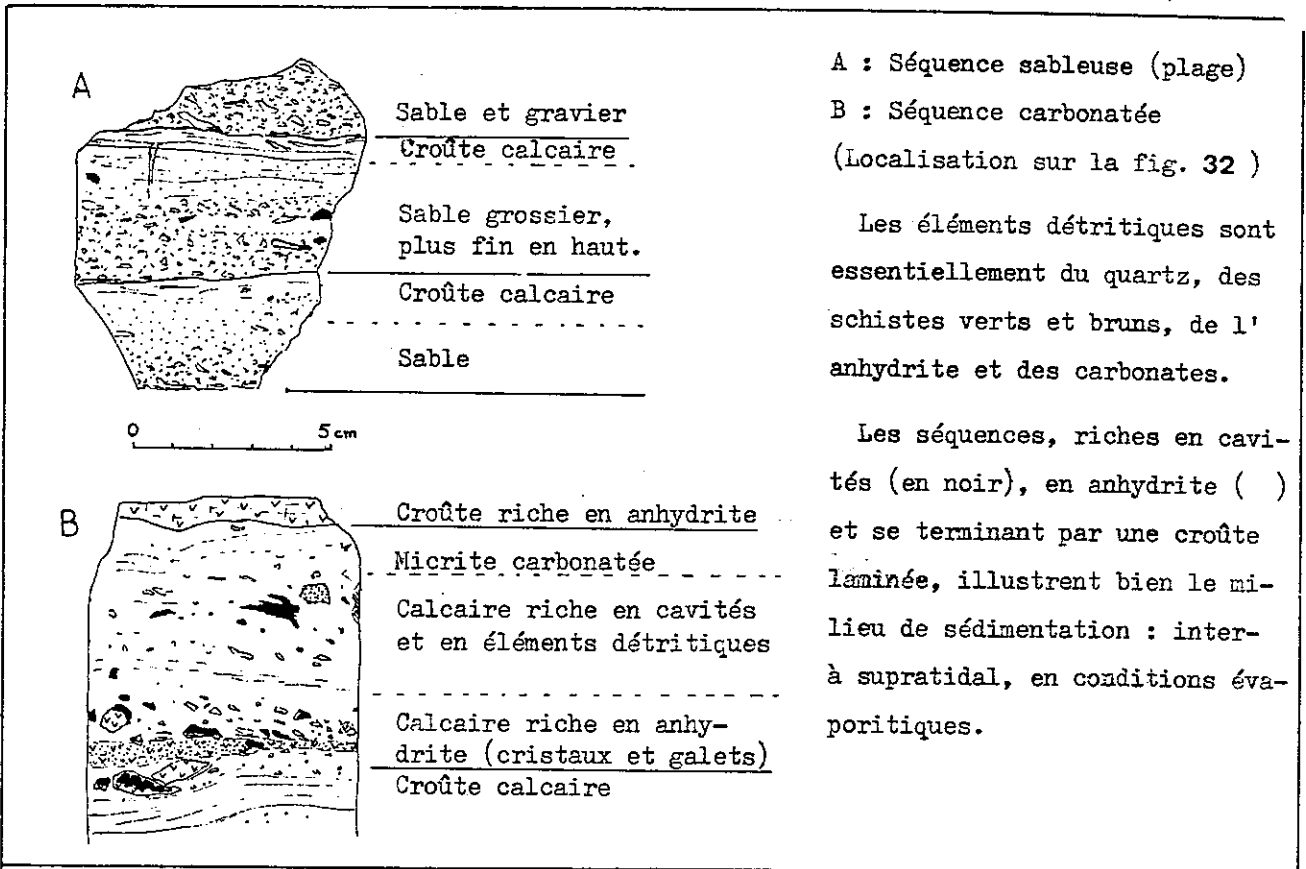 A
Sable et gravier
Croûte calcaire
Sable grossier,
plus fin en haut.
Croûte calcaire
Sable
0 5 cm
B
Croûte riche en anhydrite
Micrite carbonatée
Calcaire riche en cavités
et en éléments détritiques
Calcaire riche en anhy-
drite (cristaux et galets)
Croûte calcaire
A : Séquence sableuse (plage)
B : Séquence carbonatée
(Localisation sur la fig. 32 )
Les éléments détritiques sont
essentiellement du quartz, des
schistes verts et bruns, de l'
anhydrite et des carbonates.
Les séquences, riches en cavi-
tés (en noir), en anhydrite ( )
et se terminant par une croûte
laminée, illustrent bien le mi-
lieu de sédimentation : inter-
à supratidal, en conditions éva-
poritiques.